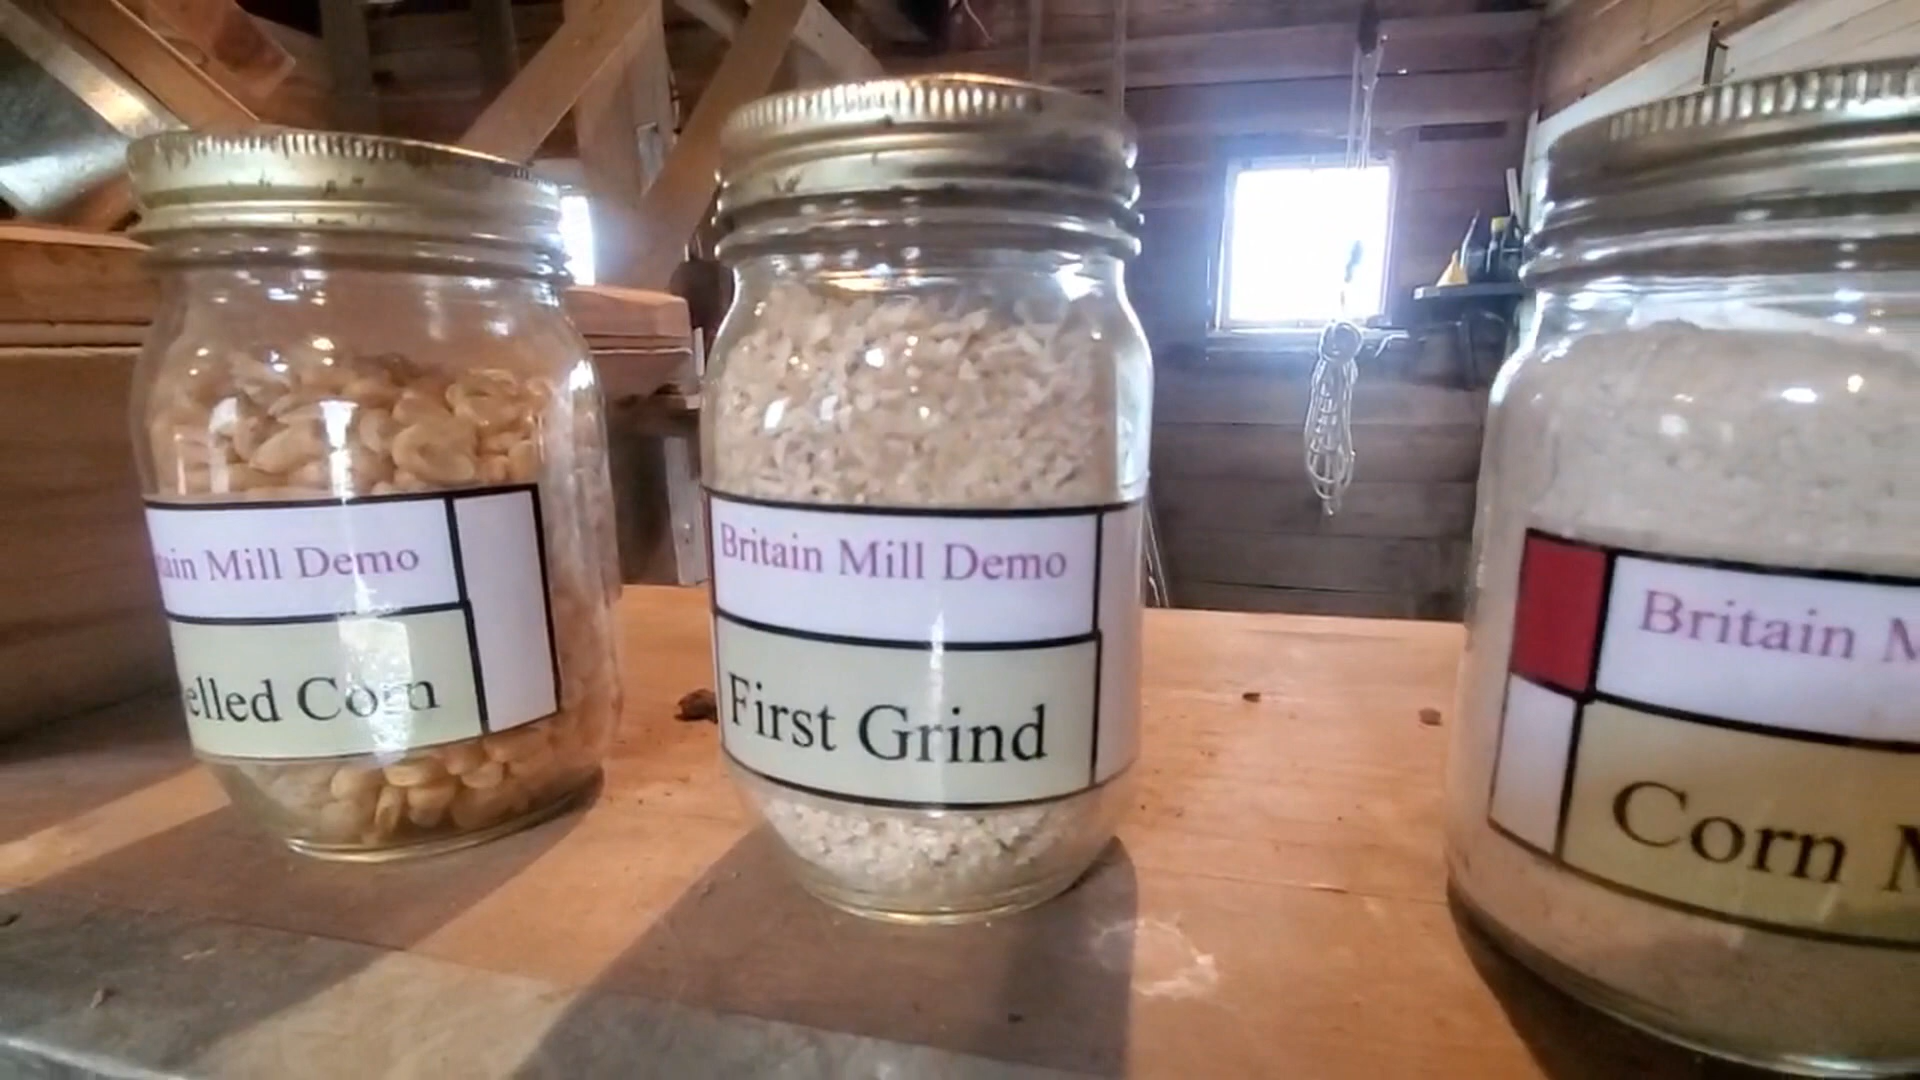 tain Mill Demo
elled Corn
Britain Mill Demo
First Grind
Britain M
Corn M